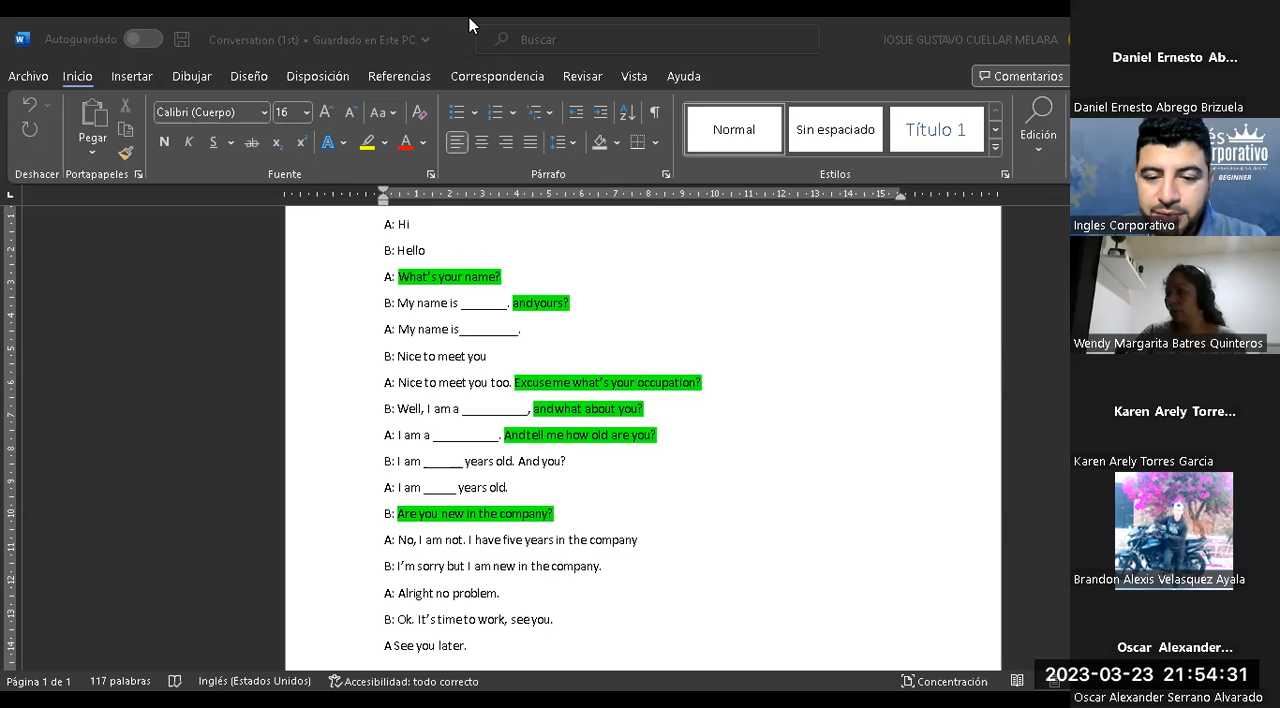 Autoguardado
Conversation (1st) • Guardado en Este PC
Buscar
JOSUE GUSTAVO CUELLAR MELARA
Archivo Inicio Insertar Dibujar Diseño Disposición Referencias Correspondencia Revisar Vista Ayuda
Comentarios
Calibri (Cuerpo) 16
Pegar
Normal
Sin espaciado
Título 1
Edición
Deshacer Portapapeles Fuente Párrafo Estilos
A: Hi
B: Hello
A: What's your name?
B: My name is _______. and yours?
A: My name is_________.
B: Nice to meet you
A: Nice to meet you too. Excuse me what's your occupation?
B: Well, I am a __________, and what about you?
A: I am a __________. And tell me how old are you?
B: I am ______ years old. And you?
A: I am _____ years old.
B: Are you new in the company?
A: No, I am not. I have five years in the company
B: I'm sorry but I am new in the company.
A: Alright no problem.
B: Ok. It's time to work, see you.
A See you later.
Página 1 de 1 117 palabras Inglés (Estados Unidos) Accesibilidad: todo correcto Concentración
Daniel Ernesto Ab...
Daniel Ernesto Abrego Brizuela
és
orporativo
BEGINNER
Ingles Corporativo
Wendy Margarita Batres Quinteros
Karen Arely Torre...
Karen Arely Torres Garcia
Brandon Alexis Velasquez Ayala
Oscar Alexander...
2023-03-23 21:54:31
Oscar Alexander Serrano Alvarado